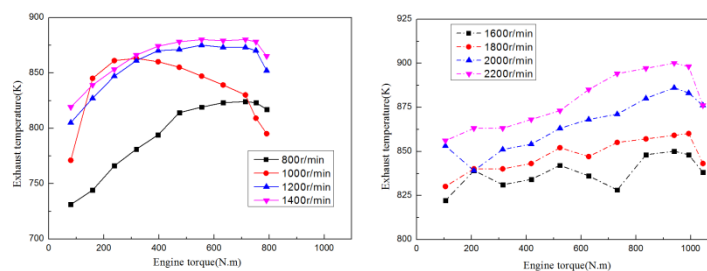 900
850
800
750
700
Exhaust temperature(K)
800r/min
1000r/min
1200r/min
1400r/min
0 200 400 600 800 1000
Engine torque(N.m)
925
900
875
850
825
800
Exhaust temperature(K)
1600r/min
1800r/min
2000r/min
2200r/min
0 200 400 600 800 1000
Engine torque(N.m)